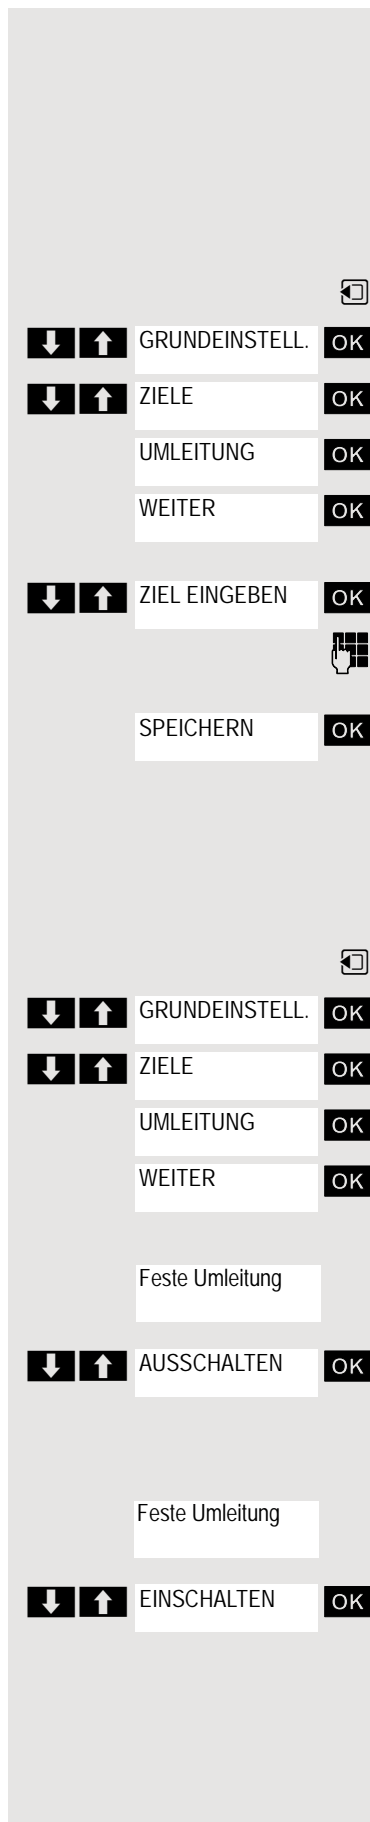 GRUNDEINSTELL. OK
ZIELE OK
UMLEITUNG OK
WEITER OK
ZIEL EINGEBEN OK
SPEICHERN OK
GRUNDEINSTELL. OK
ZIELE OK
UMLEITUNG OK
WEITER OK
Feste Umleitung
AUSSCHALTEN OK
Feste Umleitung
EINSCHALTEN OK